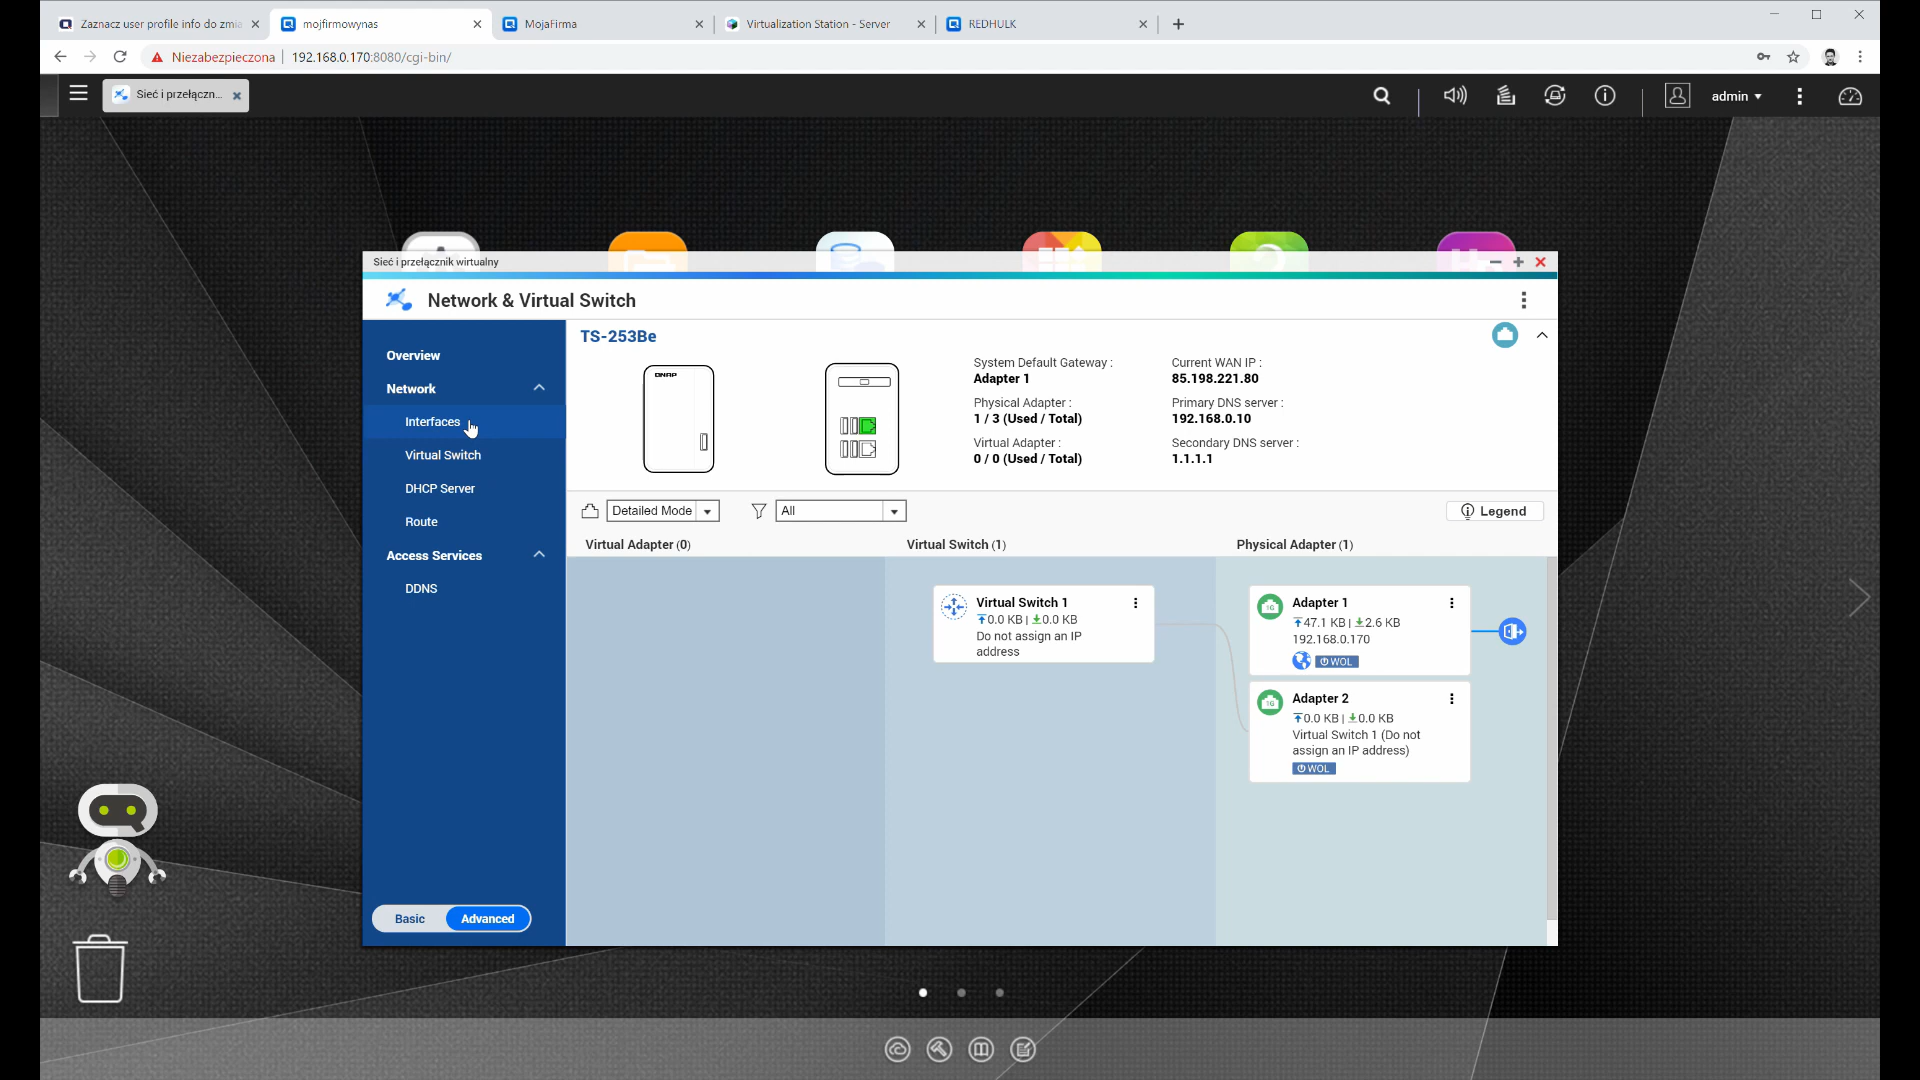 Zaznacz user profile info do zmia
mojfirmowynas
MojaFirma
Virtualization Station - Server
REDHULK
Niezabezpieczona
192.168.0.170:8080/cgi-bin/
Sieć i przełączn...
admin
Sieć i przełącznik wirtualny
Network & Virtual Switch
Overview
Network
Interfaces
Virtual Switch
DHCP Server
Route
Access Services
DDNS
Basic
Advanced
TS-253Be
QNAP
System Default Gateway :
Adapter 1
Physical Adapter :
1 / 3 (Used / Total)
Virtual Adapter :
0 / 0 (Used / Total)
Current WAN IP :
85.198.221.80
Primary DNS server :
192.168.0.10
Secondary DNS server :
1.1.1.1
Detailed Mode
All
Legend
Virtual Adapter (0)
Virtual Switch (1)
Physical Adapter (1)
Virtual Switch 1
0.0 KB | 0.0 KB
Do not assign an IP
address
1G
Adapter 1
47.1 KB | 2.6 KB
192.168.0.170
WOL
1G
Adapter 2
0.0 KB | 0.0 KB
Virtual Switch 1 (Do not
assign an IP address)
WOL